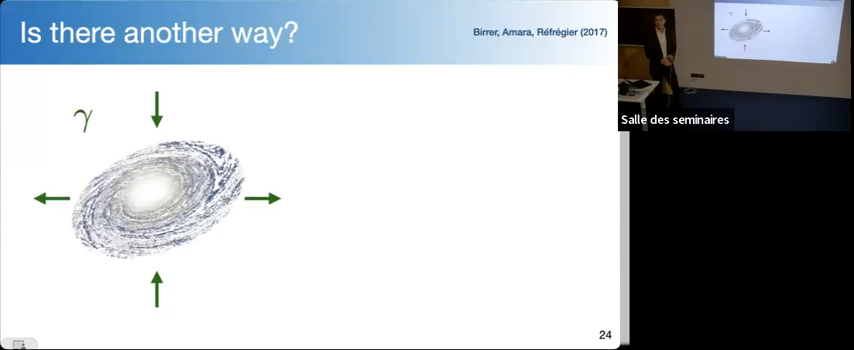 Is there another way?
Birrer, Amara, Réfrégier (2017)
γ
24
Salle des seminaires